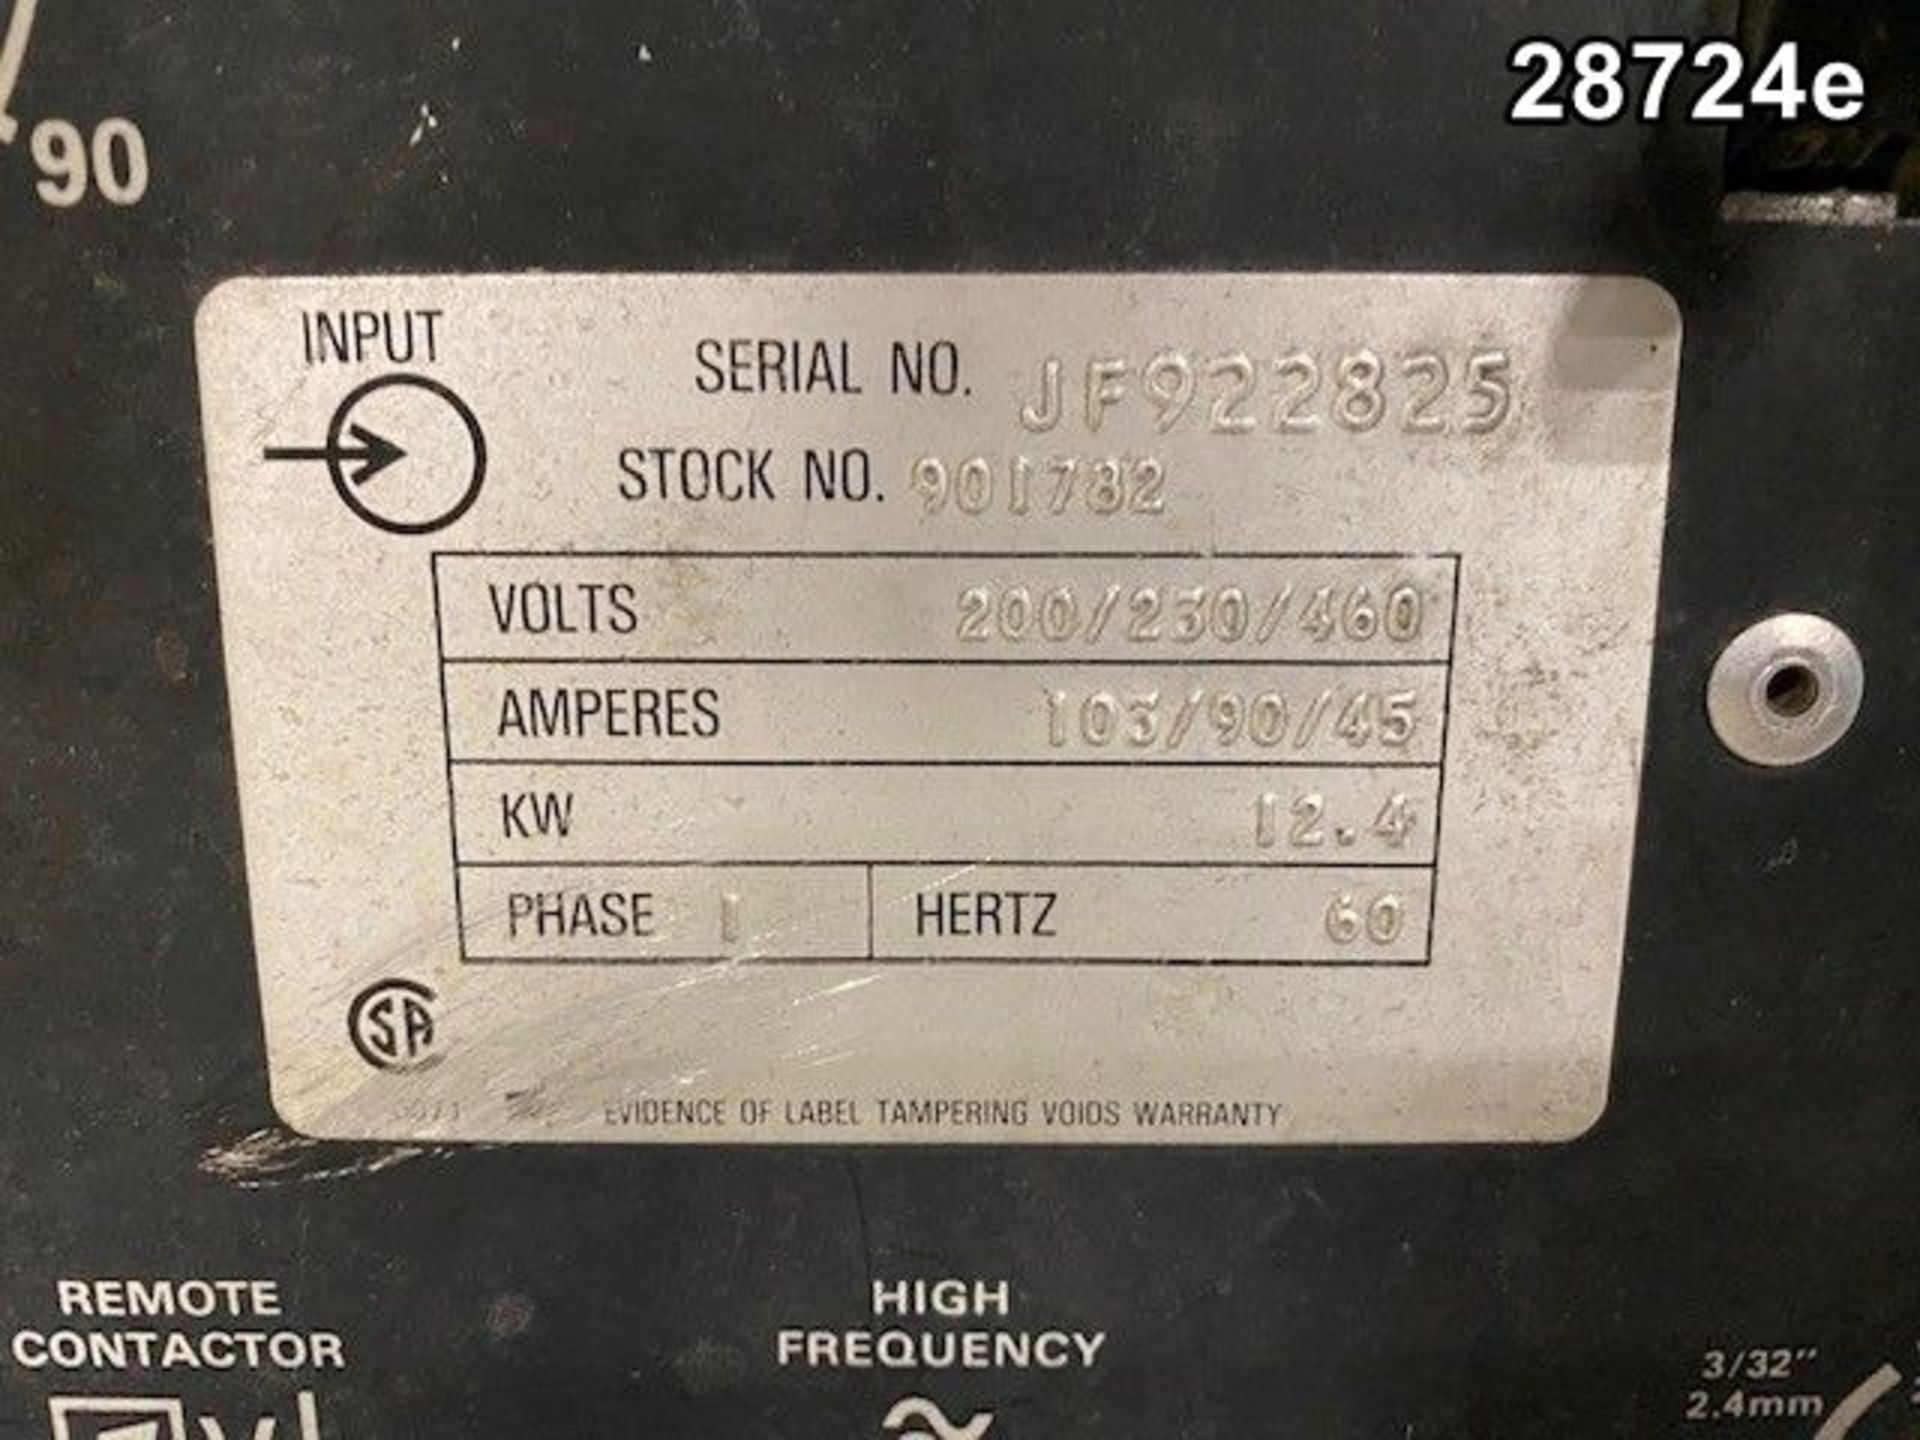 28724e
90
INPUT
SERIAL NO. JF922825
STOCK NO. 901782
VOLTS 200/230/460
AMPERES 103/90/45
KW 12.4
PHASE 1 HERTZ 60
SA
EVIDENCE OF LABEL TAMPERING VOIDS WARRANTY
REMOTE
CONTACTOR
HIGH
FREQUENCY
3/32"
2.4mm